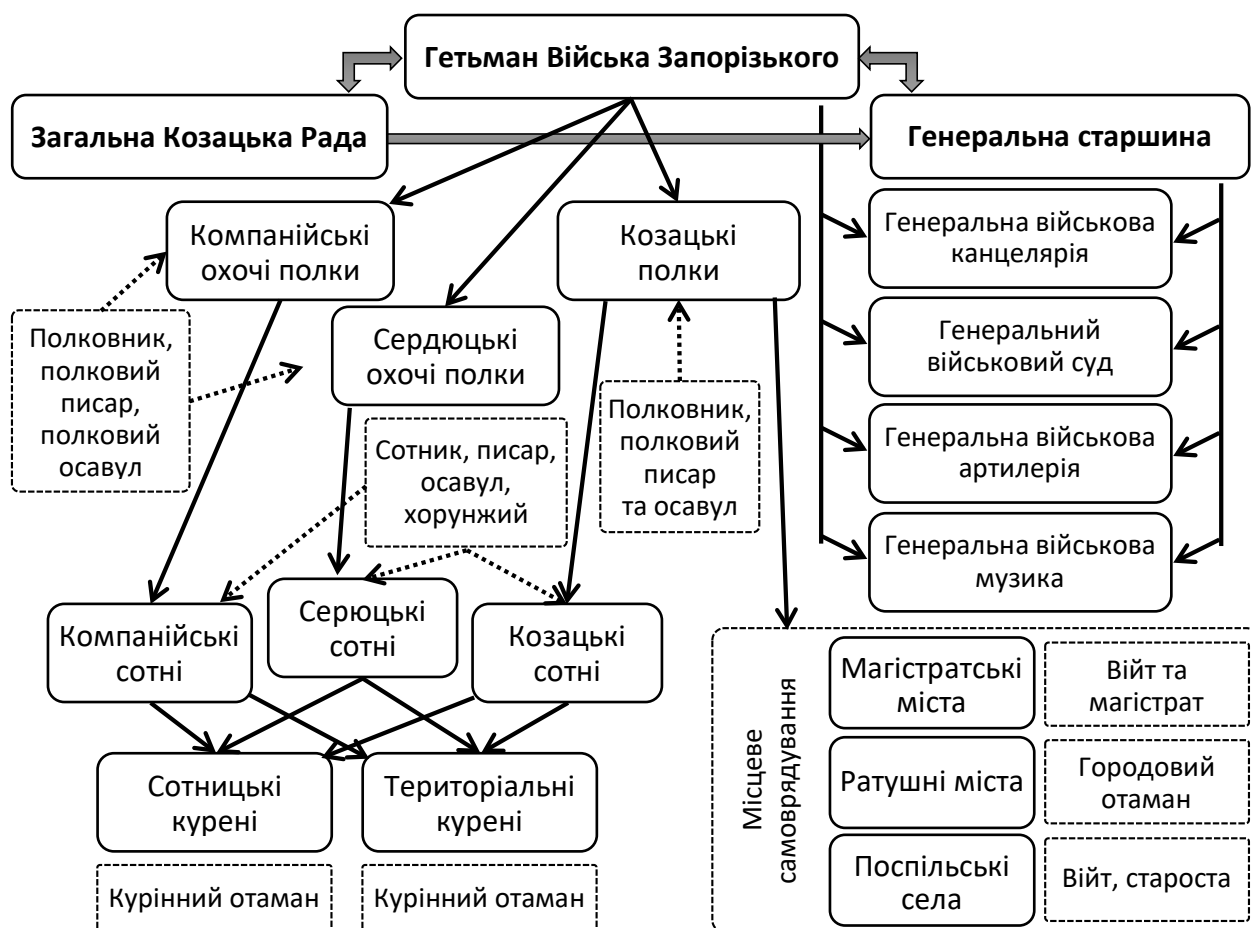 Гетьман Війська Запорізького
Загальна Козацька Рада
Генеральна старшина
Компанійські
охочі полки
Козацькі
полки
Генеральна військова
канцелярія
Полковник,
полковий
писар,
полковий
осавул
Сердюцькі
охочі полки
Генеральний
військовий суд
Полковник,
полковий
писар
та осавул
Генеральна військова
артилерія
Сотник, писар,
осавул,
хорунжий
Генеральна військова
музика
Компанійські
сотні
Серюцькі
сотні
Козацькі
сотні
Сотницькі
курені
Територіальні
курені
Курінний отаман
Курінний отаман
Місцеве
самоврядування
Магістратські
міста
Війт та
магістрат
Ратушні міста
Городовий
отаман
Поспільські
села
Війт, староста